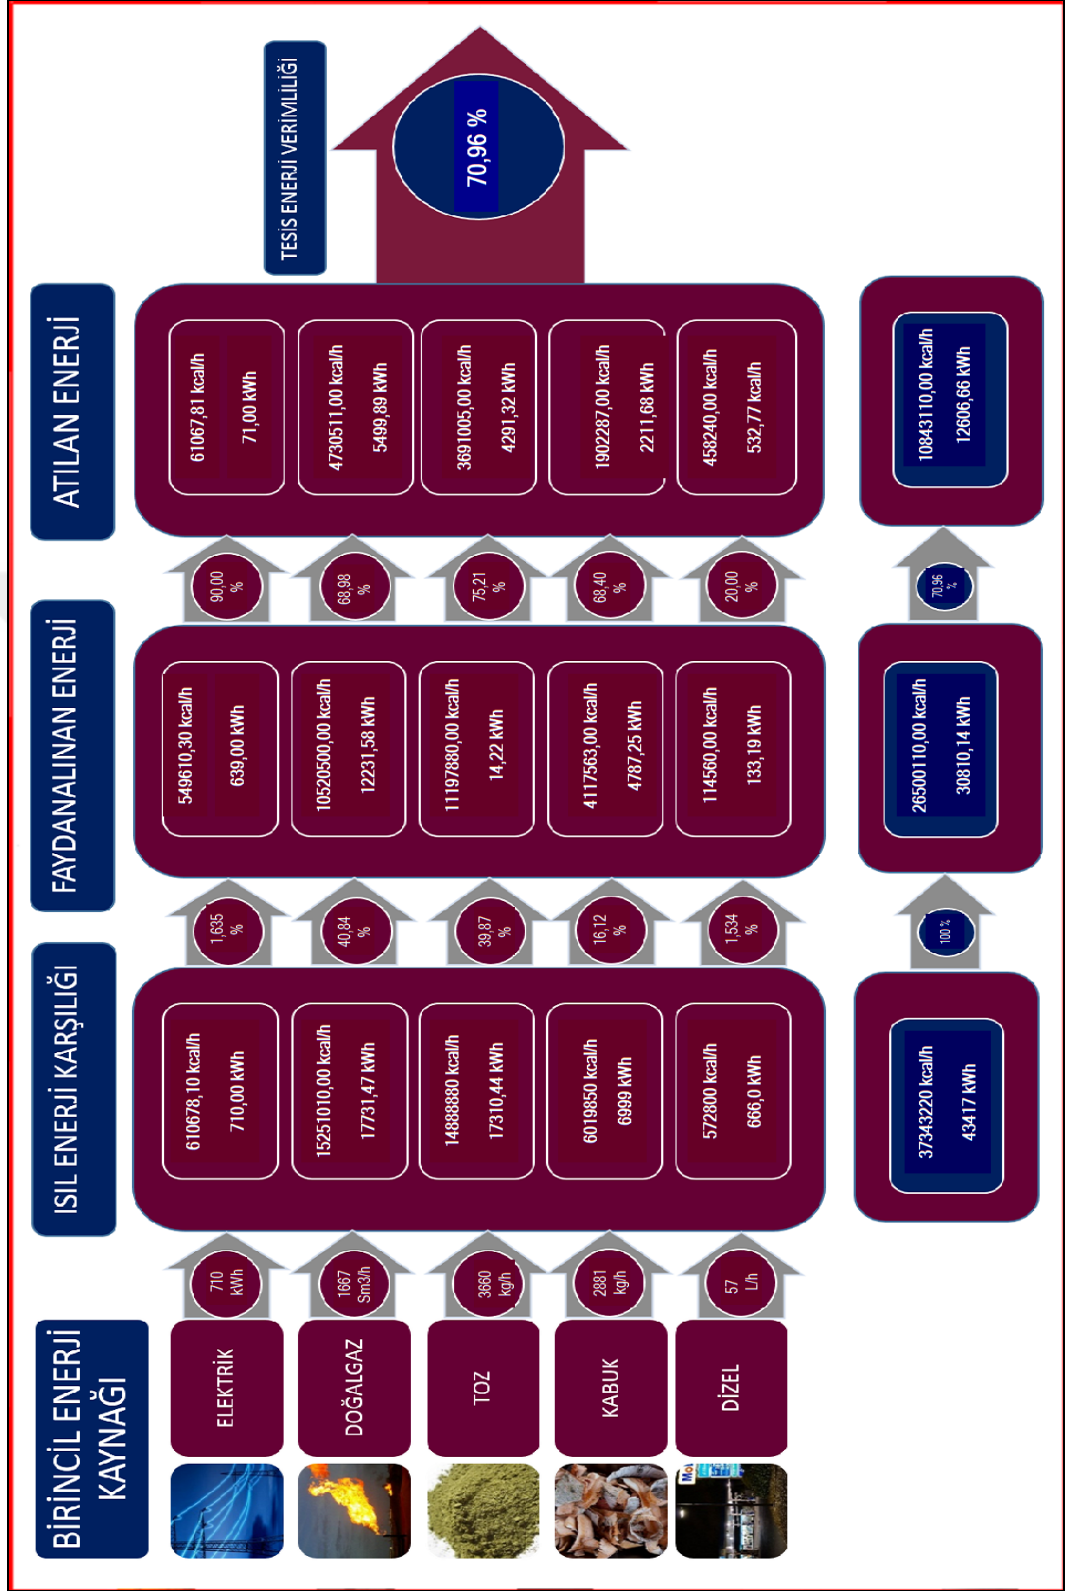 BİRİNCİL ENERJİ
KAYNAĞI
ISIL ENERJİ KARŞILIĞI
FAYDANALINAN ENERJİ
ATILAN ENERJİ
TESİS ENERJİ VERİMLİLİĞİ
ELEKTRİK
710
kWh
610678,10 kcal/h
710,00 kWh
1,635
%
549610,30 kcal/h
639,00 kWh
90,00
%
61067,81 kcal/h
71,00 kWh
DOĞALGAZ
1667
Sm3/h
15251010,00 kcal/h
17731,47 kWh
40,84
%
10520500,00 kcal/h
12231,58 kWh
68,98
%
4730511,00 kcal/h
5499,89 kWh
70,96 %
TOZ
3660
kg/h
14888880 kcal/h
17310,44 kWh
39,87
%
11197880,00 kcal/h
14,22 kWh
75,21
%
3691005,00 kcal/h
4291,32 kWh
KABUK
2881
kg/h
6019850 kcal/h
6999 kWh
16,12
%
4117563,00 kcal/h
4787,25 kWh
68,40
%
1902287,00 kcal/h
2211,68 kWh
DİZEL
57
L/h
572800 kcal/h
666,0 kWh
1,534
%
114560,00 kcal/h
133,19 kWh
20,00
%
458240,00 kcal/h
532,77 kcal/h
37343220 kcal/h
43417 kWh
100 %
26500110,00 kcal/h
30810,14 kWh
70,96
%
10843110,00 kcal/h
12606,66 kWh